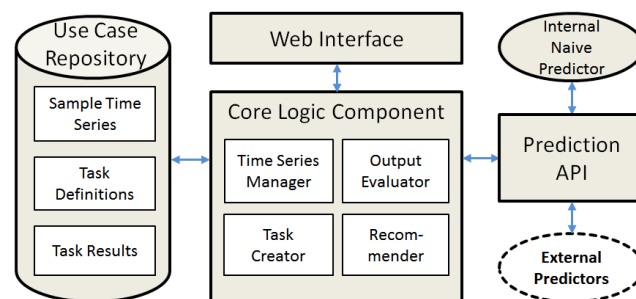 Use Case
Repository
Sample Time
Series
Task
Definitions
Task Results
Web Interface
Core Logic Component
Time Series
Manager
Output
Evaluator
Task
Creator
Recom-
mender
Internal
Naive
Predictor
Prediction
API
External
Predictors